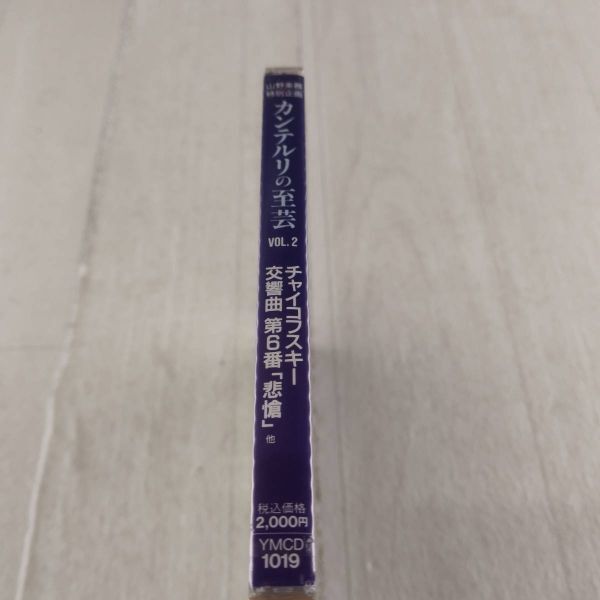 山野楽器
特別企画
カンテルリの至芸
VOL.2
チャイコフスキー
交響曲 第6番「悲愴」
他
税込価格
2,000円
YMCD
1019